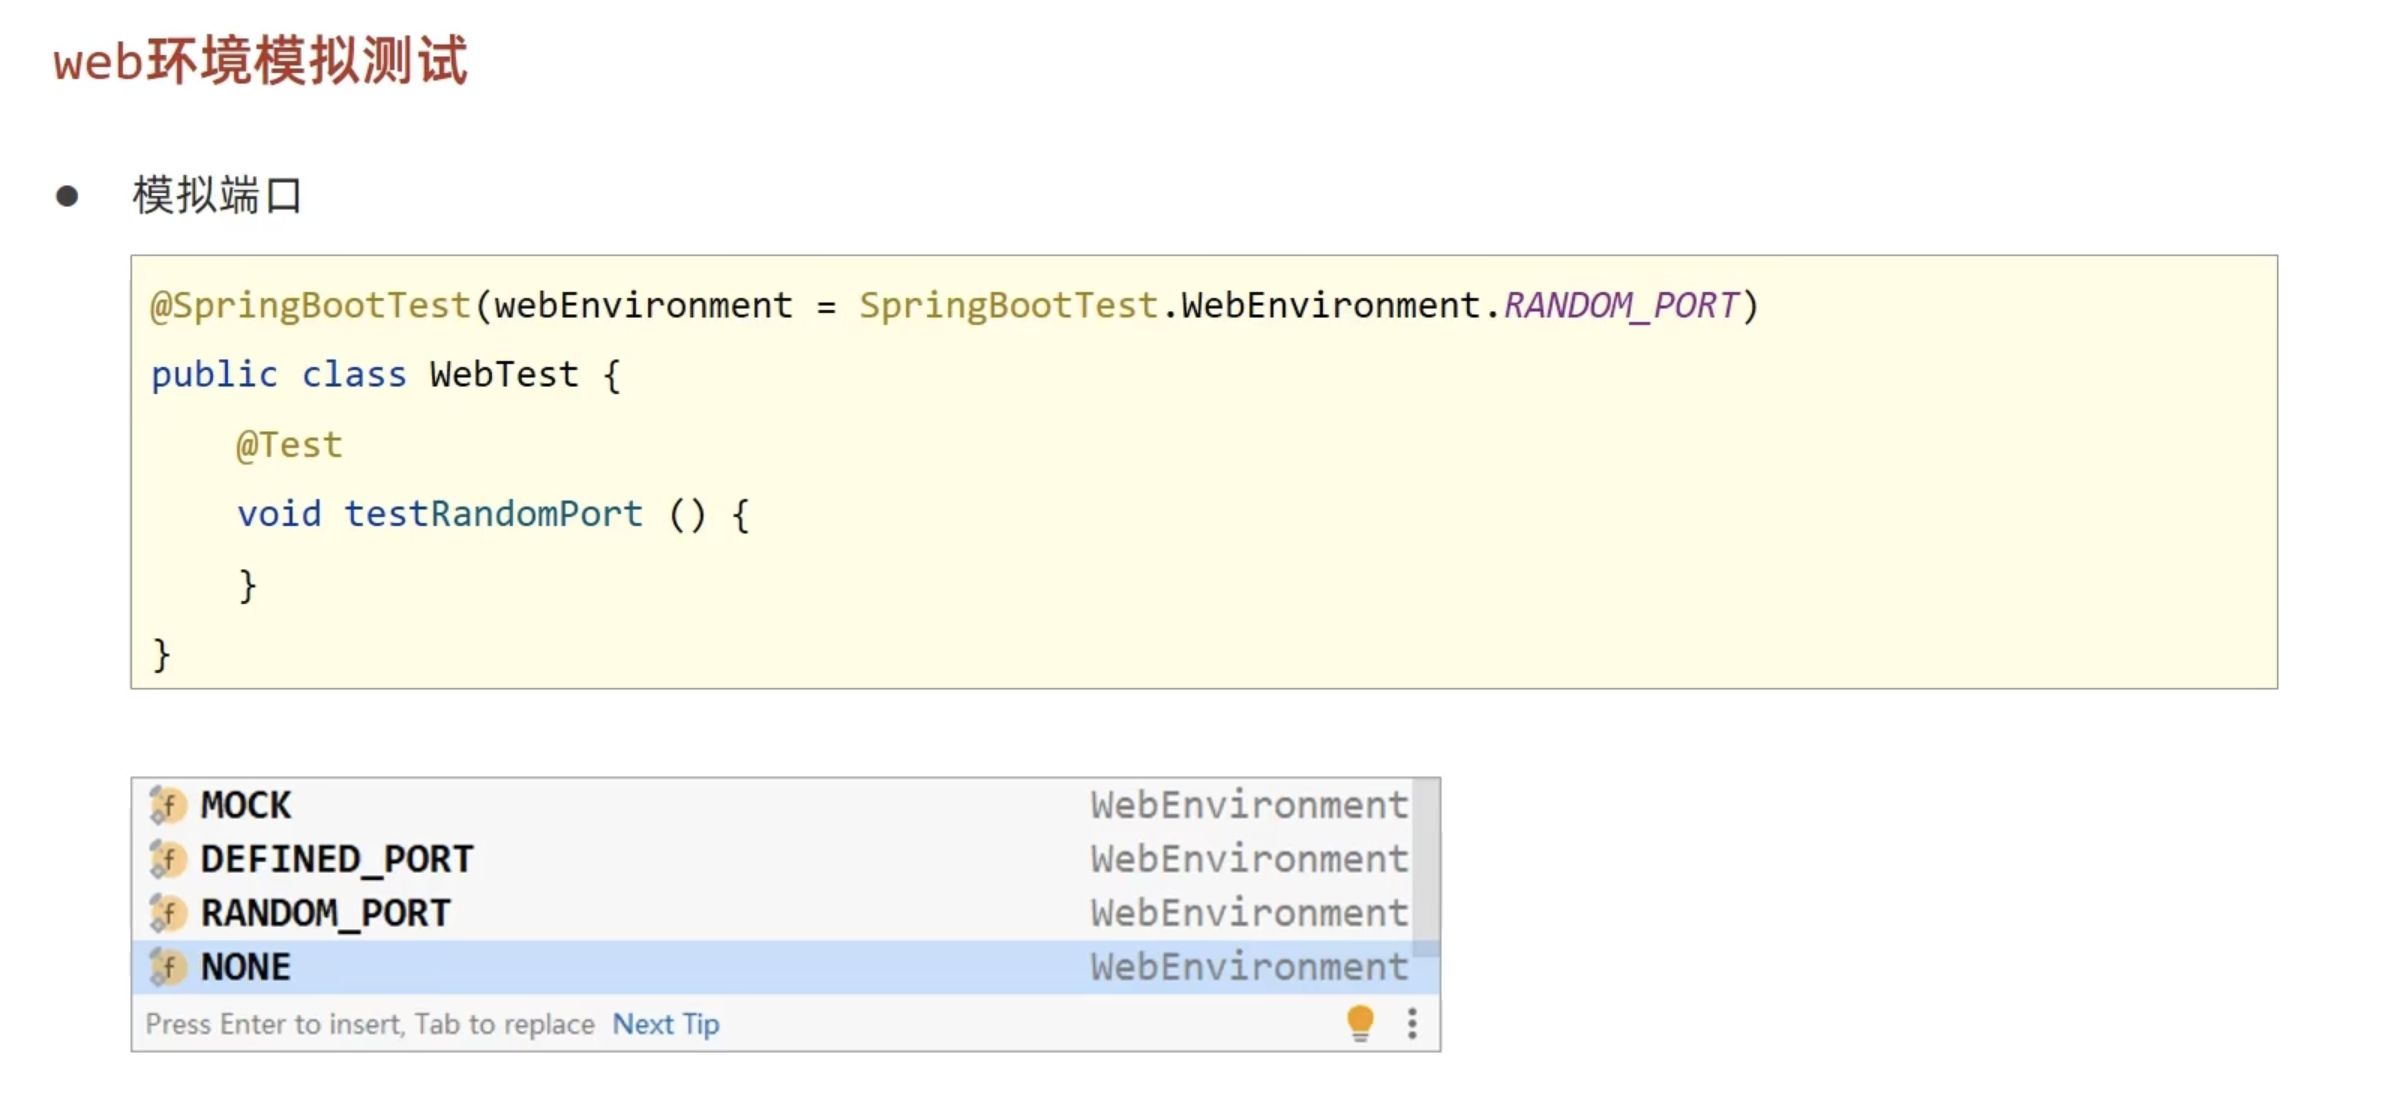 web环境模拟测试
● 模拟端口
@SpringBootTest(webEnvironment = SpringBootTest.WebEnvironment.RANDOM_PORT)
public class WebTest {
    @Test
    void testRandomPort () {
    }
}
f MOCK WebEnvironment
f DEFINED_PORT WebEnvironment
f RANDOM_PORT WebEnvironment
f NONE WebEnvironment
Press Enter to insert, Tab to replace Next Tip